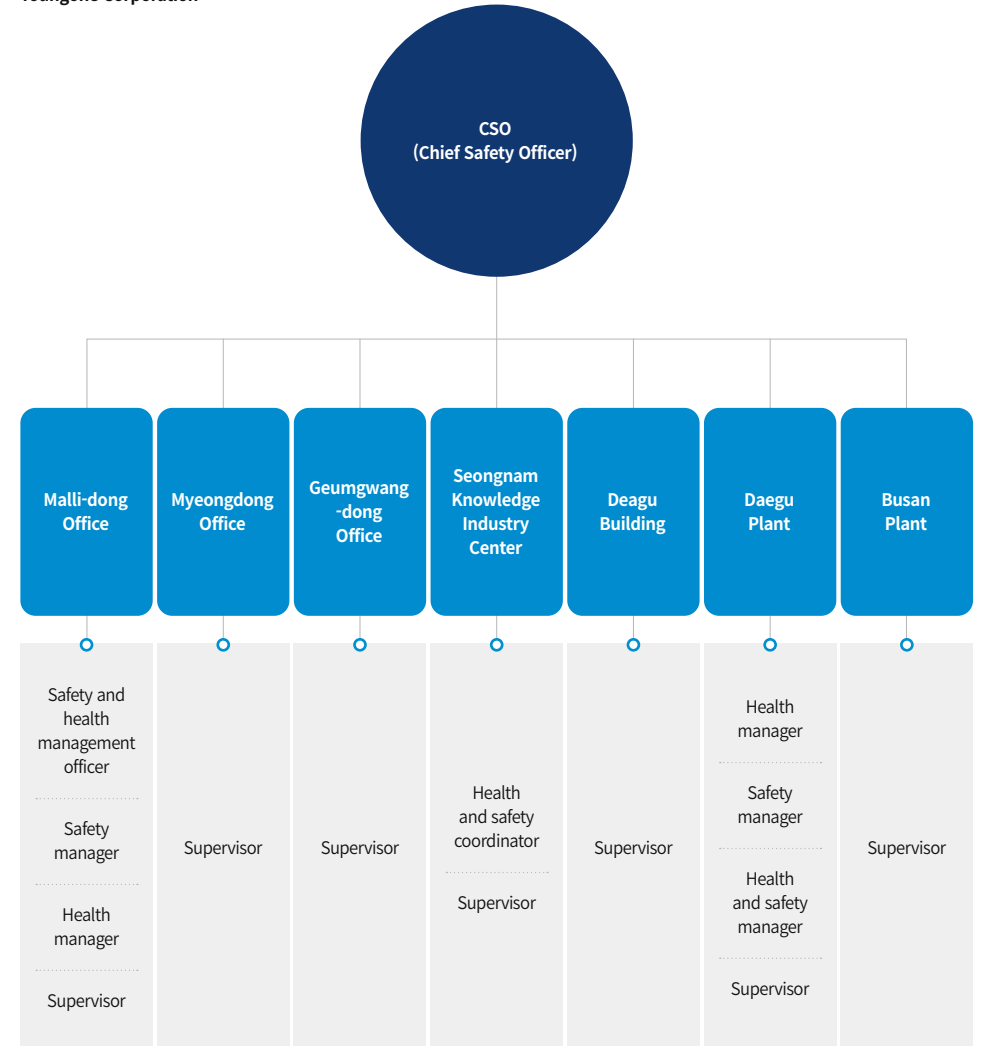 CSO
(Chief Safety Officer)
Malli-dong
Office
Myeongdong
Office
Geumgwang
-dong
Office
Seongnam
Knowledge
Industry
Center
Deagu
Building
Daegu
Plant
Busan
Plant
Safety and
health
management
officer
Safety
manager
Health
manager
Supervisor
Supervisor
Supervisor
Health
and safety
coordinator
Supervisor
Supervisor
Health
manager
Safety
manager
Health
and safety
manager
Supervisor
Supervisor